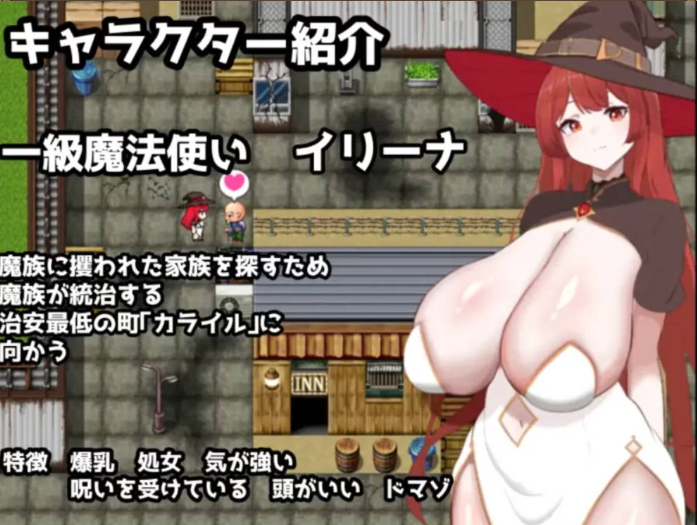 キャラクター紹介
一級魔法使い　イリーナ
魔族に攫われた家族を探すため
魔族が統治する
治安最低の町「カライル」に
向かう
INN
特徴　爆乳　処女　気が強い
呪いを受けている　頭がいい　ドマゾ